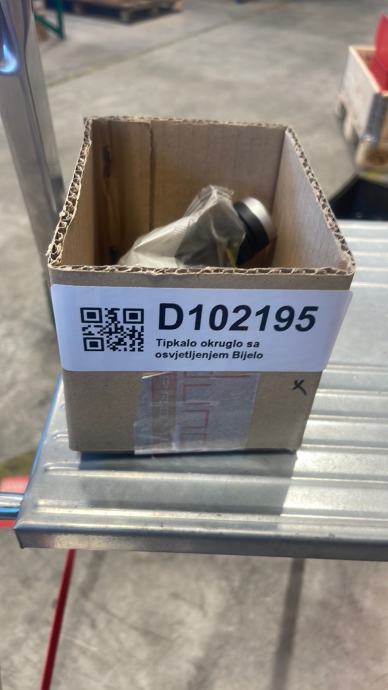 D102195
Tipkalo okruglo sa
osvjetljenjem Bijelo
x